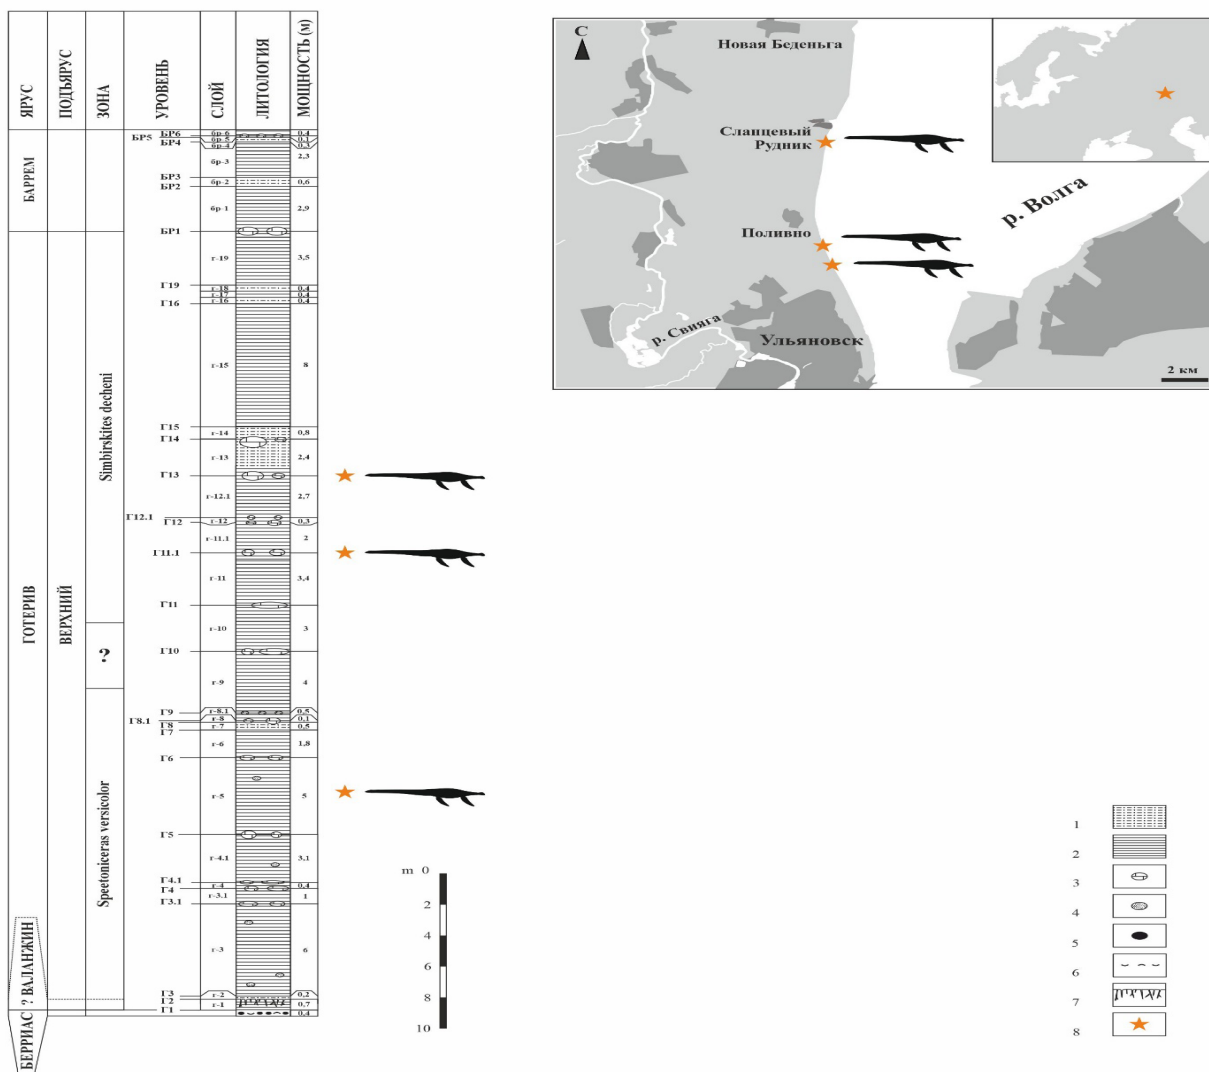 ЯРУС
ПОДЪЯРУС
ЗОНА
УРОВЕНЬ
СЛОЙ
ЛИТОЛОГИЯ
МОЩНОСТЬ (м)
БАРРЕМ
ГОТЕРИВ
? ВАЛАНЖИН
БЕРРИАС
ВЕРХНИЙ
Simbirskites decheni
?
Speetoniceras versicolor
БР6
БР5
БР4
БР3
БР2
БР1
Г19
Г16
Г15
Г14
Г13
Г12.1
Г12
Г11.1
Г11
Г10
Г9
Г8.1
Г8
Г7
Г6
Г5
Г4.1
Г4
Г3.1
Г3
Г2
Г1
бр-6
бр-5
бр-4
бр-3
бр-2
бр-1
г-19
г-18
г-17
г-16
г-15
г-14
г-13
г-12.1
г-12
г-11.1
г-11
г-10
г-9
г-8.1
г-8
г-7
г-6
г-5
г-4.1
г-4
г-3.1
г-3
г-2
г-1
0,4
0,1
0,3
2,3
0,6
2,9
3,5
0,4
0,4
0,4
8
0,8
2,4
2,7
0,3
2
3,4
3
4
0,5
0,1
0,5
1,8
5
3,1
0,4
1
6
0,2
0,7
0,4
С
Новая Беденьга
Сланцевый
Рудник
Поливно
р. Волга
р. Свияга
Ульяновск
2 км
m 0
2
4
6
8
10
1
2
3
4
5
6
7
8